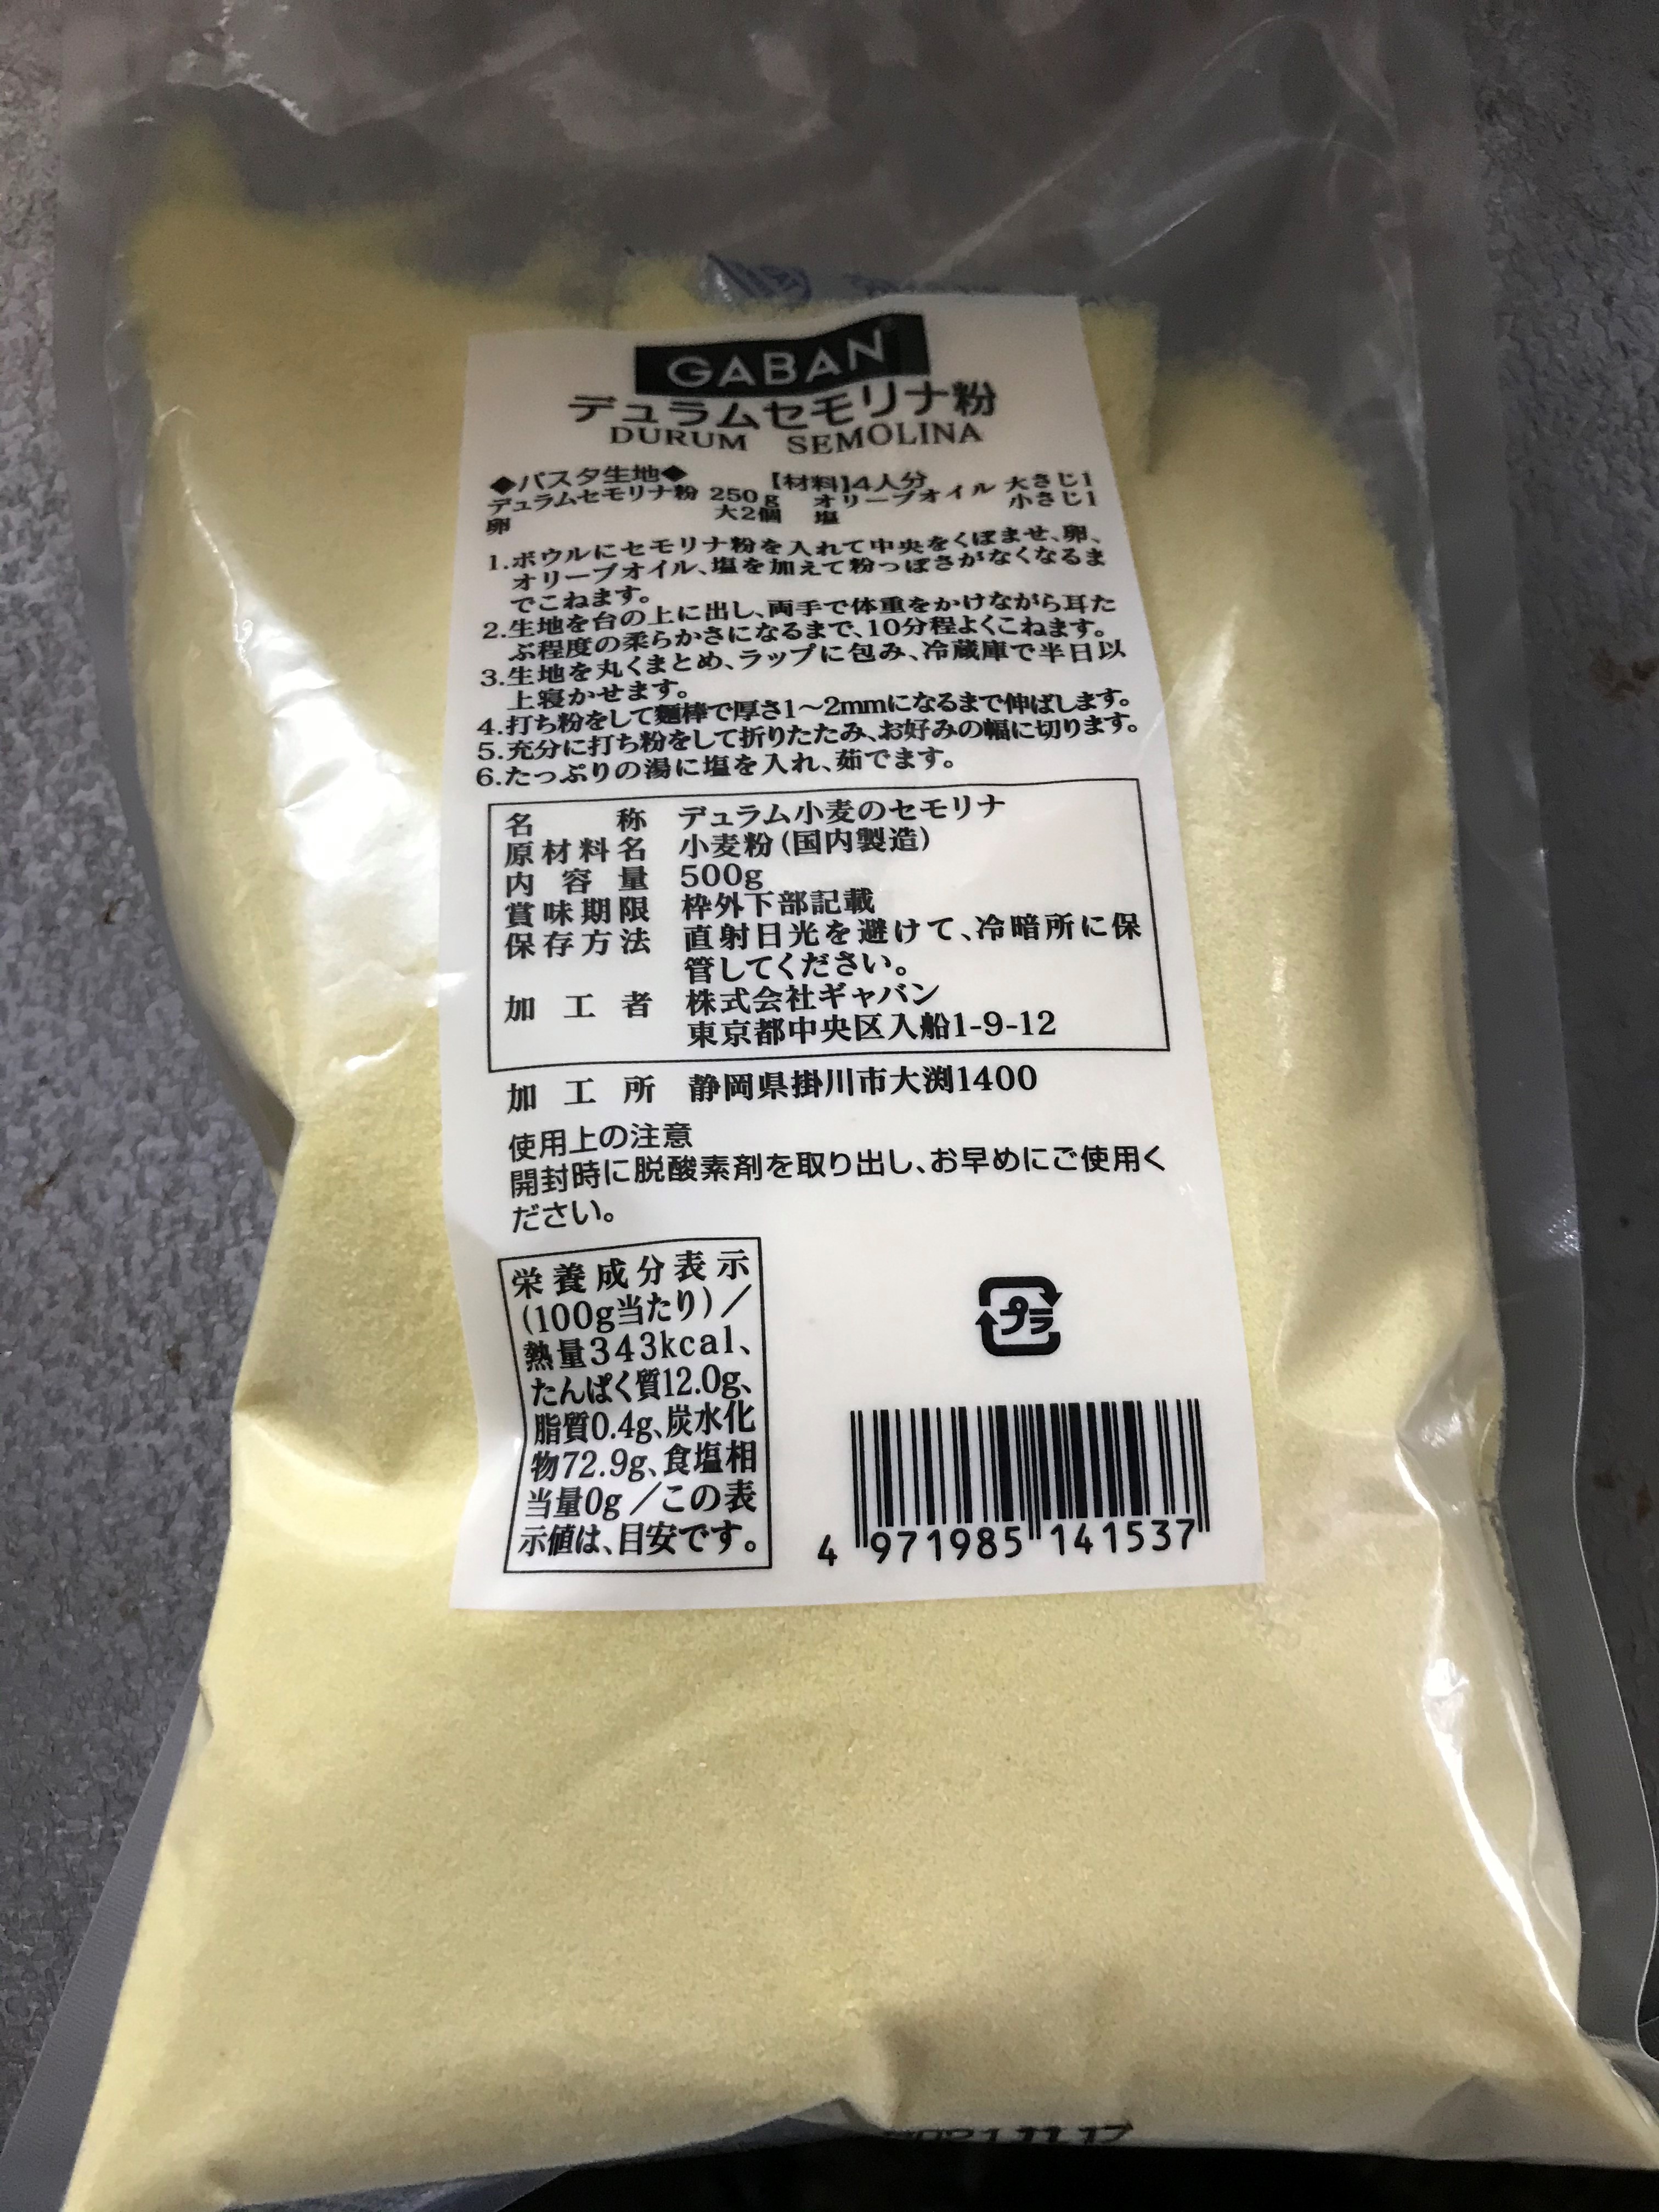 GABAN
デュラムセモリナ粉
DURUM SEMOLINA
◆パスタ生地◆ 【材料】4人分
デュラムセモリナ粉 250g オリーブオイル 大さじ1
卵 大2個 塩 小さじ1
1.ボウルにセモリナ粉を入れて中央をくぼませ、卵、
オリーブオイル、塩を加えて粉っぽさがなくなるま
でこねます。
2.生地を台の上に出し、両手で体重をかけながら耳た
ぶ程度の柔らかさになるまで、10分程よくこねます。
3.生地を丸くまとめ、ラップに包み、冷蔵庫で半日以
上寝かせます。
4.打ち粉をして麺棒で厚さ1～2mmになるまで伸ばします。
5.充分に打ち粉をして折りたたみ、お好みの幅に切ります。
6.たっぷりの湯に塩を入れ、茹でます。
名称 デュラム小麦のセモリナ
原材料名 小麦粉(国内製造)
内容量 500g
賞味期限 枠外下部記載
保存方法 直射日光を避けて、冷暗所に保
管してください。
加工者 株式会社ギャバン
東京都中央区入船1-9-12
加工所 静岡県掛川市大渕1400
使用上の注意
開封時に脱酸素剤を取り出し、お早めにご使用く
ださい。
栄養成分表示
(100g当たり)／
熱量343kcal、
たんぱく質12.0g、
脂質0.4g、炭水化
物72.9g、食塩相
当量0g／この表
示値は、目安です。
プラ
4 971985 141537